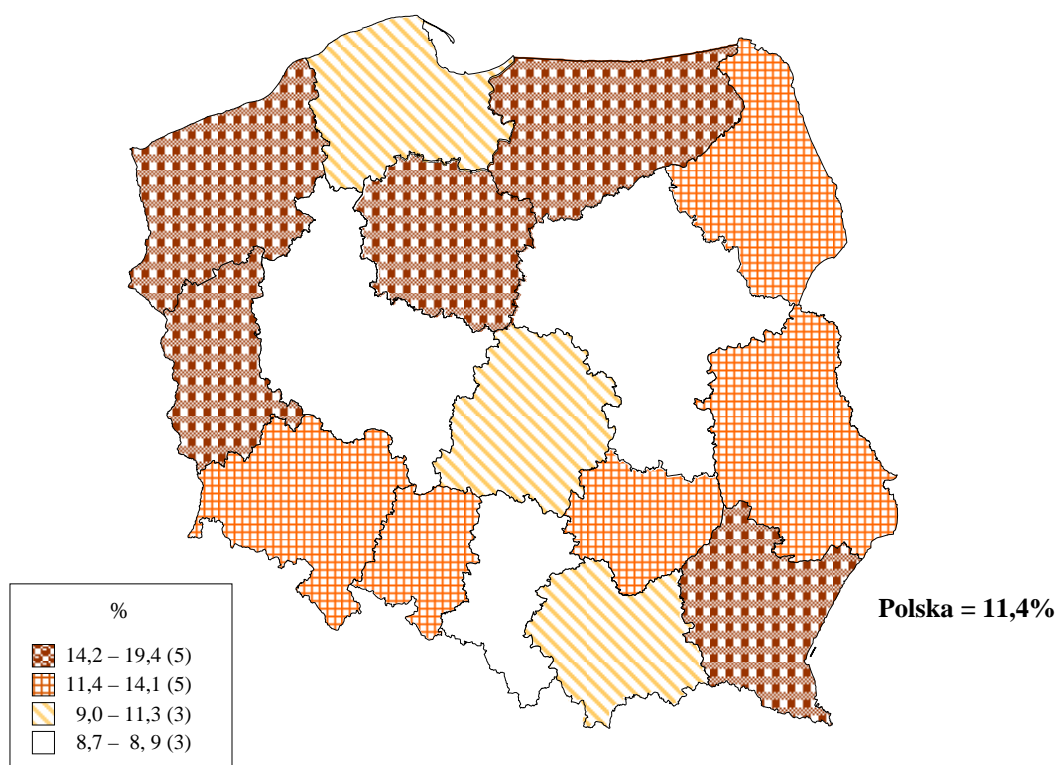 Polska = 11,4%
%
14,2 – 19,4 (5)
11,4 – 14,1 (5)
9,0 – 11,3 (3)
8,7 – 8, 9 (3)